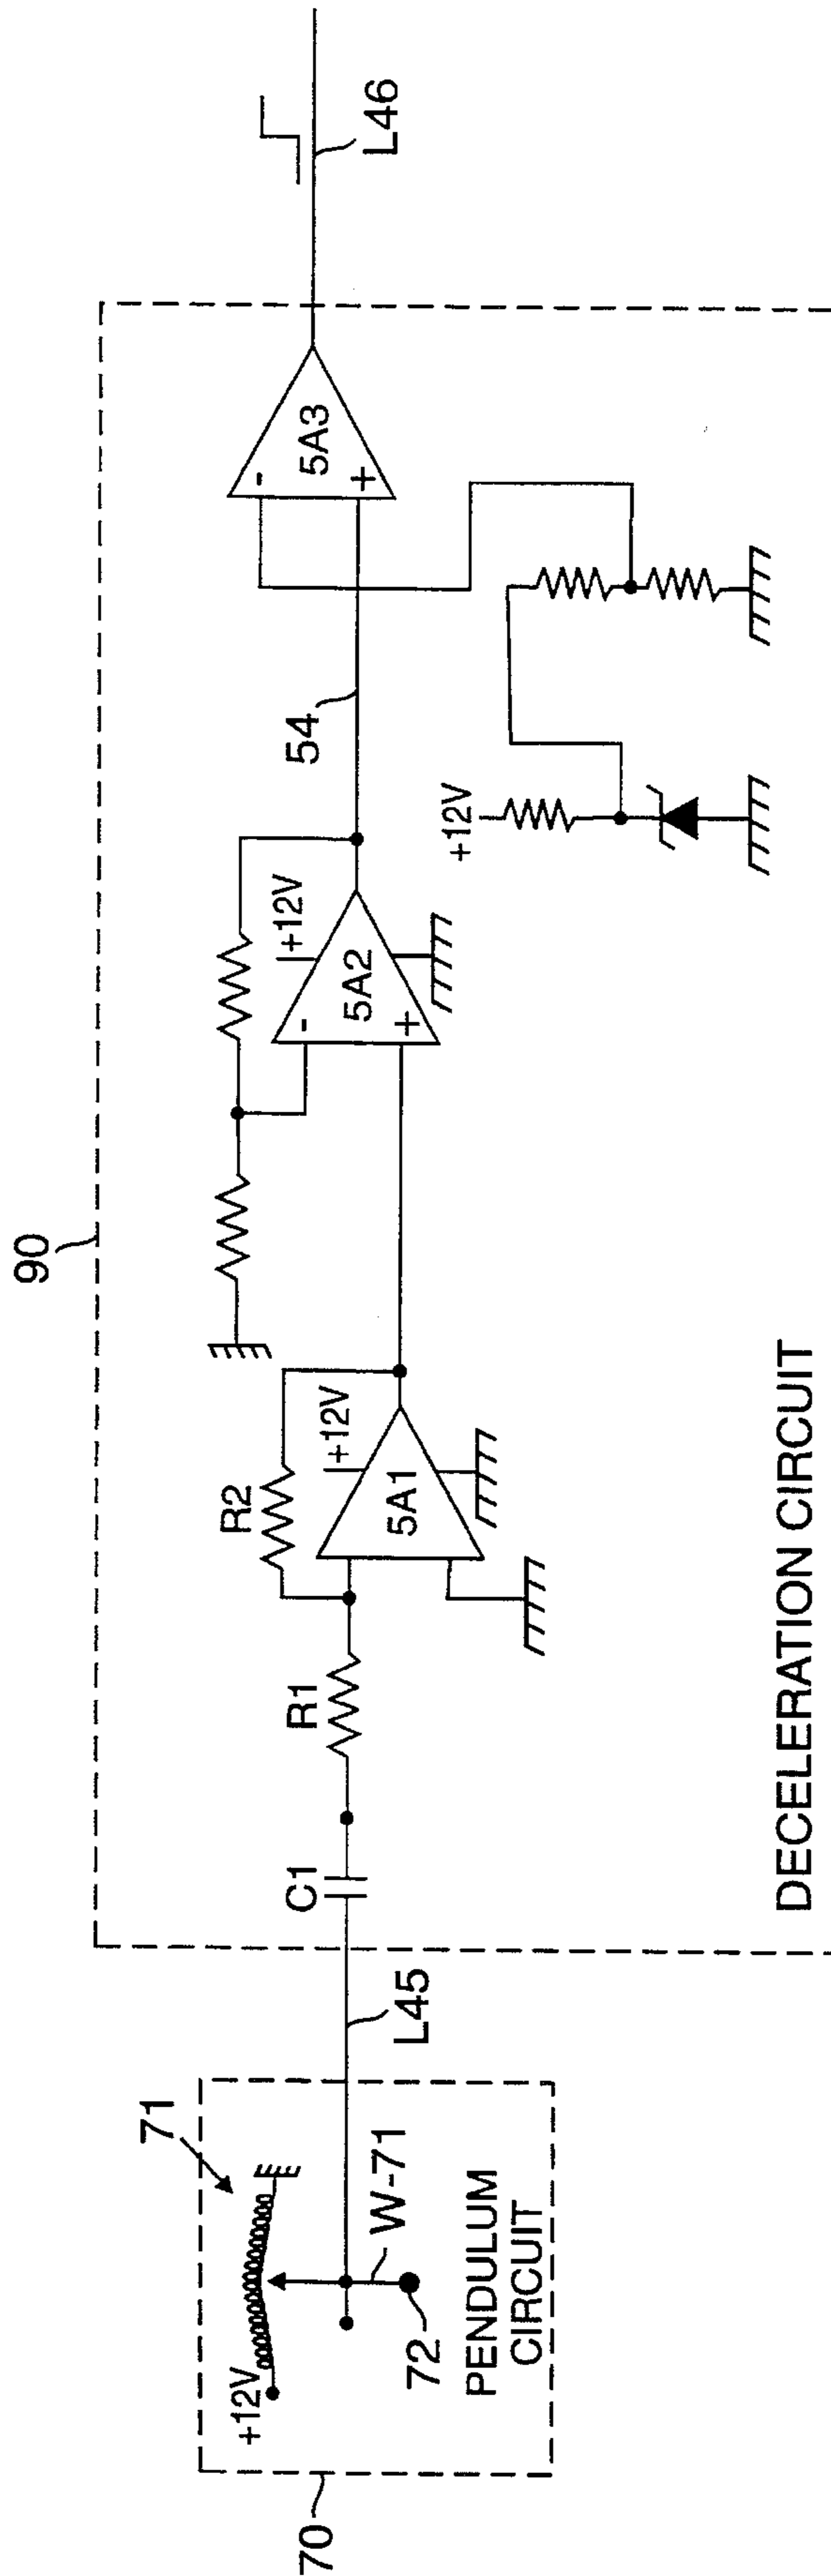 90
70
71
+12V
W-71
72
PENDULUM
CIRCUIT
L45
C1
R1
R2
+12V
5A1
+12V
-
5A2
+
54
+12V
-
5A3
+
L46
DECELERATION CIRCUIT